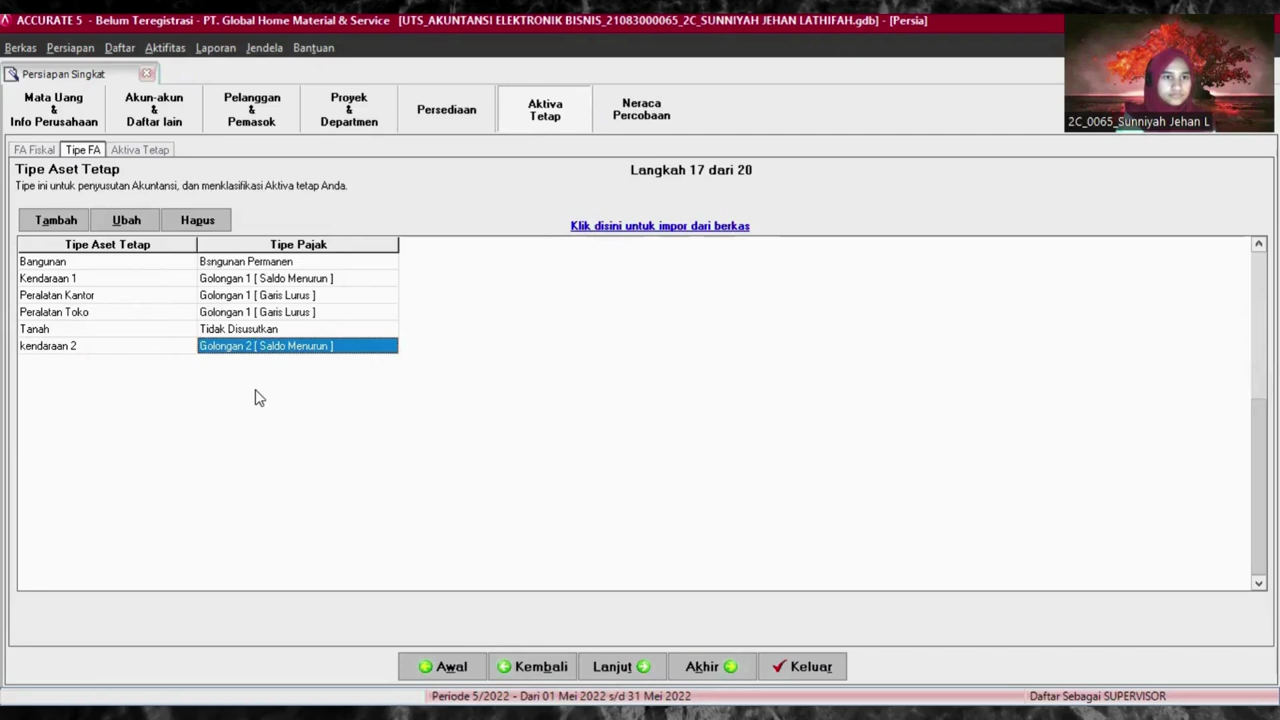 ACCURATE 5 - Belum Teregistrasi - PT. Global Home Material & Service [UTS_AKUNTANSI ELEKTRONIK BISNIS_21083000065_2C_SUNNIYAH JEHAN LATHIFAH.gdb] - [Persia]
Berkas Persiapan Daftar Aktifitas Laporan Jendela Bantuan
Persiapan Singkat
Mata Uang & Info Perusahaan
Akun-akun & Daftar lain
Pelanggan & Pemasok
Proyek & Departmen
Persediaan
Aktiva Tetap
Neraca Percobaan
2C_0065_Sunniyah Jehan L
FA Fiskal Tipe FA Aktiva Tetap
Tipe Aset Tetap Langkah 17 dari 20
Tipe ini untuk penyusutan Akuntansi, dan menklasifikasi Aktiva tetap Anda.
Tambah Ubah Hapus Klik disini untuk impor dari berkas
Tipe Aset Tetap Tipe Pajak
Bangunan Bsngunan Permanen
Kendaraan 1 Golongan 1 [ Saldo Menurun ]
Peralatan Kantor Golongan 1 [ Garis Lurus ]
Peralatan Toko Golongan 1 [ Garis Lurus ]
Tanah Tidak Disusutkan
kendaraan 2 Golongan 2 [ Saldo Menurun ]
Awal Kembali Lanjut Akhir Keluar
Periode 5/2022 - Dari 01 Mei 2022 s/d 31 Mei 2022 Daftar Sebagai SUPERVISOR